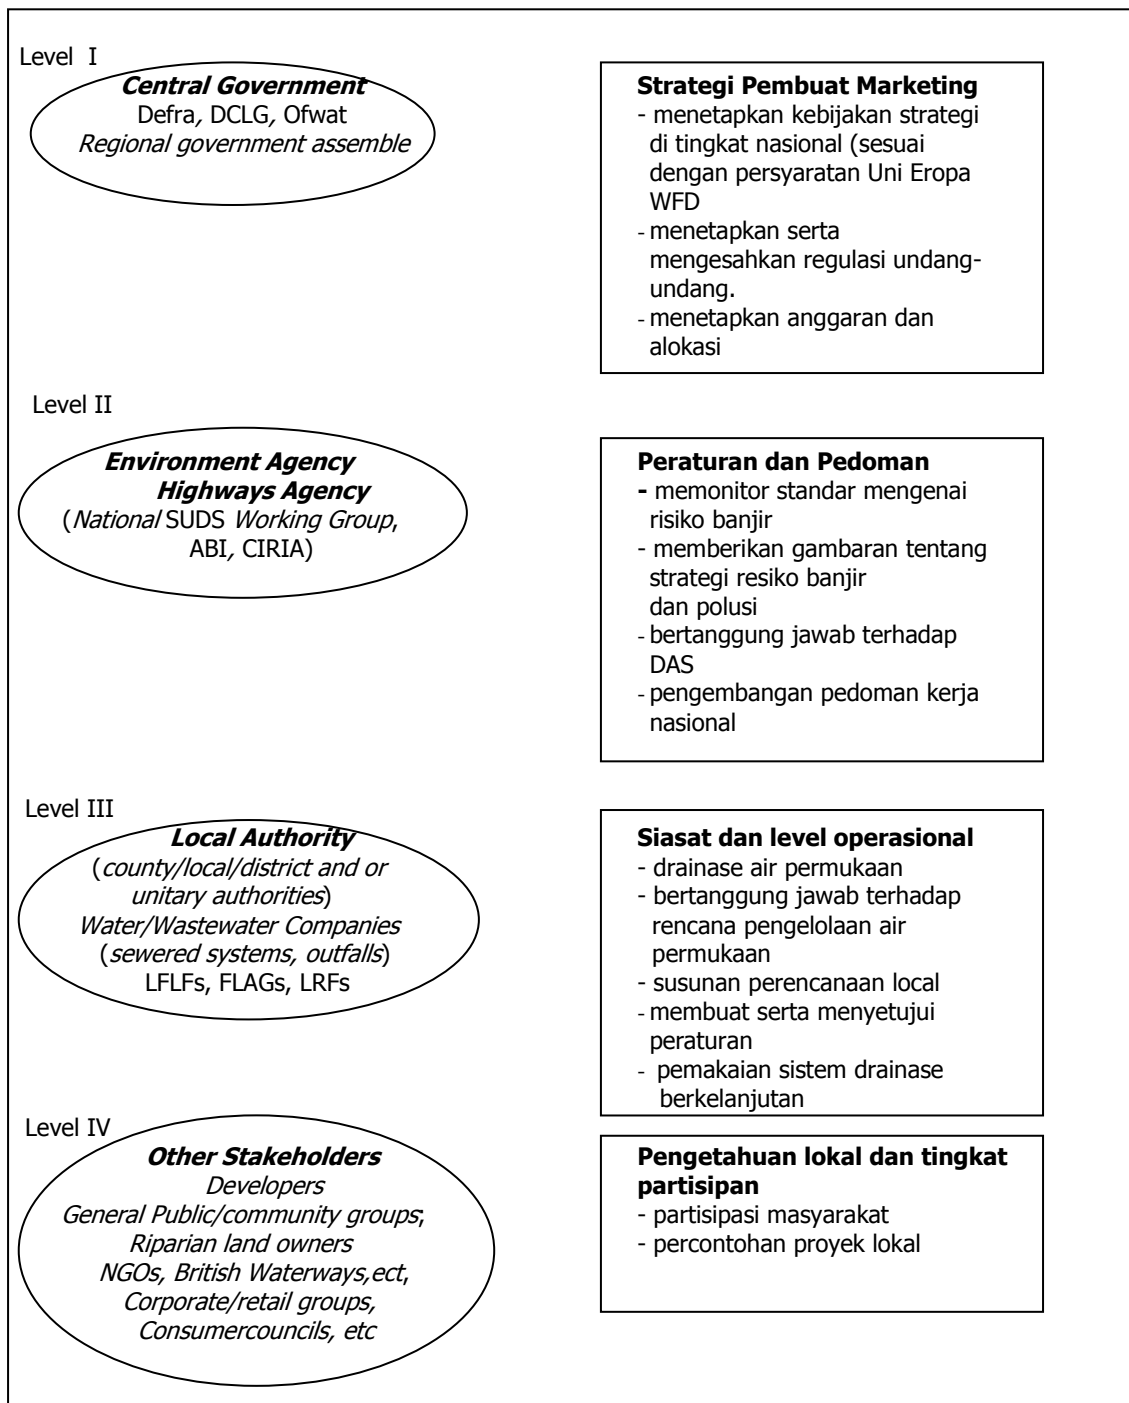 Level  I
Central Government
Defra, DCLG, Ofwat
Regional government assemble
Strategi Pembuat Marketing
- menetapkan kebijakan strategi
di tingkat nasional (sesuai
dengan persyaratan Uni Eropa
WFD
- menetapkan serta
mengesahkan regulasi undang-
undang.
- menetapkan anggaran dan
alokasi
Level II
Environment Agency
Highways Agency
(National SUDS Working Group,
ABI, CIRIA)
Peraturan dan Pedoman
- memonitor standar mengenai
risiko banjir
- memberikan gambaran tentang
strategi resiko banjir
dan polusi
- bertanggung jawab terhadap
DAS
- pengembangan pedoman kerja
nasional
Level III
Local Authority
(county/local/district and or
unitary authorities)
Water/Wastewater Companies
(sewered systems, outfalls)
LFLFs, FLAGs, LRFs
Siasat dan level operasional
- drainase air permukaan
- bertanggung jawab terhadap
rencana pengelolaan air
permukaan
- susunan perencanaan local
- membuat serta menyetujui
peraturan
- pemakaian sistem drainase
berkelanjutan
Level IV
Other Stakeholders
Developers
General Public/community groups;
Riparian land owners
NGOs, British Waterways,ect,
Corporate/retail groups,
Consumercouncils, etc
Pengetahuan lokal dan tingkat
partisipan
- partisipasi masyarakat
- percontohan proyek lokal